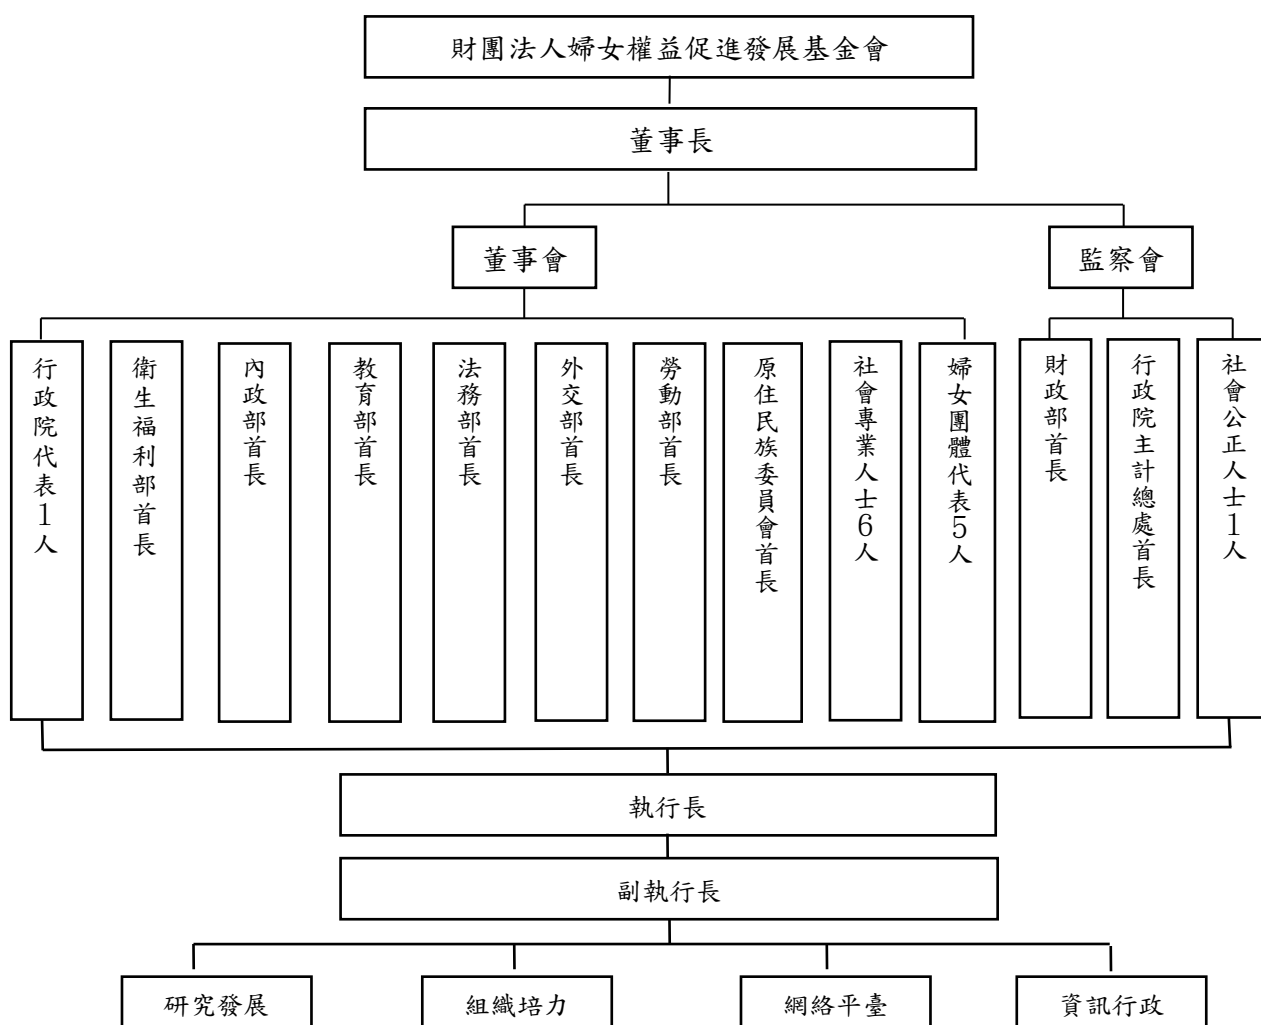 財團法人婦女權益促進發展基金會
董事長
董事會
監察會
行政院代表1人
衛生福利部首長
內政部首長
教育部首長
法務部首長
外交部首長
勞動部首長
原住民族委員會首長
社會專業人士6人
婦女團體代表5人
財政部首長
行政院主計總處首長
社會公正人士1人
執行長
副執行長
研究發展
組織培力
網絡平臺
資訊行政